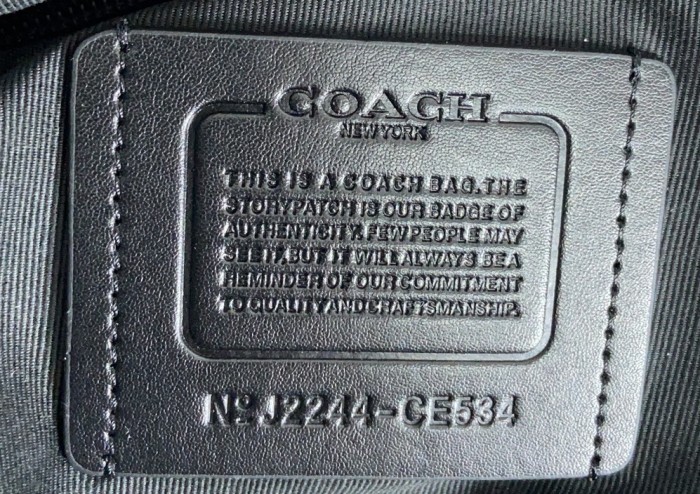 COACH
NEW YORK
THIS IS A COACH BAG. THE
STORYPATCH IS OUR BADGE OF
AUTHENTICITY. FEW PEOPLE MAY
SEE IT, BUT IT WILL ALWAYS BE A
REMINDER OF OUR COMMITMENT
TO QUALITY AND CRAFTSMANSHIP.
Nº J2244-CE534